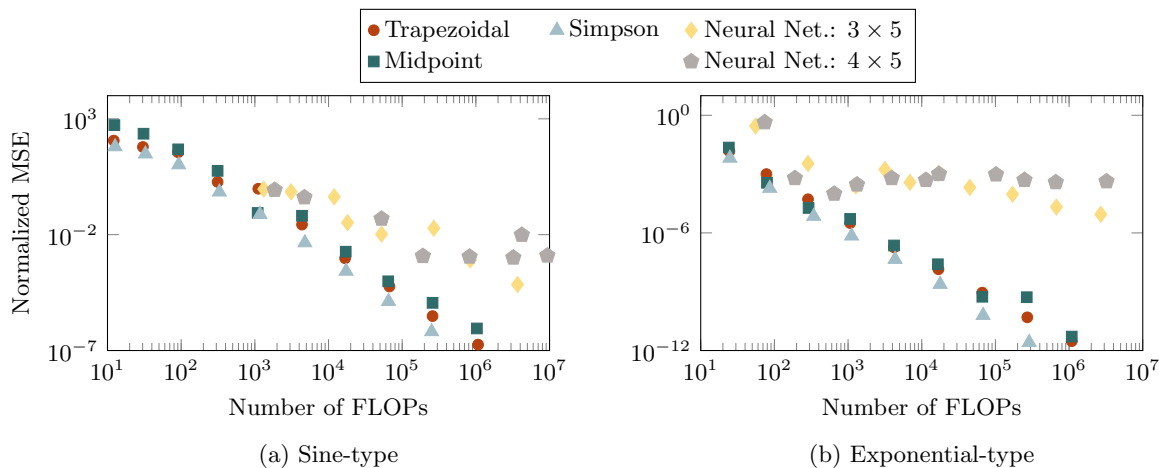 Trapezoidal Simpson Neural Net.: 3 × 5
Midpoint Neural Net.: 4 × 5
Normalized MSE
10^3
10^−2
10^−7
10^1 10^2 10^3 10^4 10^5 10^6 10^7
Number of FLOPs
(a) Sine-type
10^0
10^−6
10^−12
10^1 10^2 10^3 10^4 10^5 10^6 10^7
Number of FLOPs
(b) Exponential-type